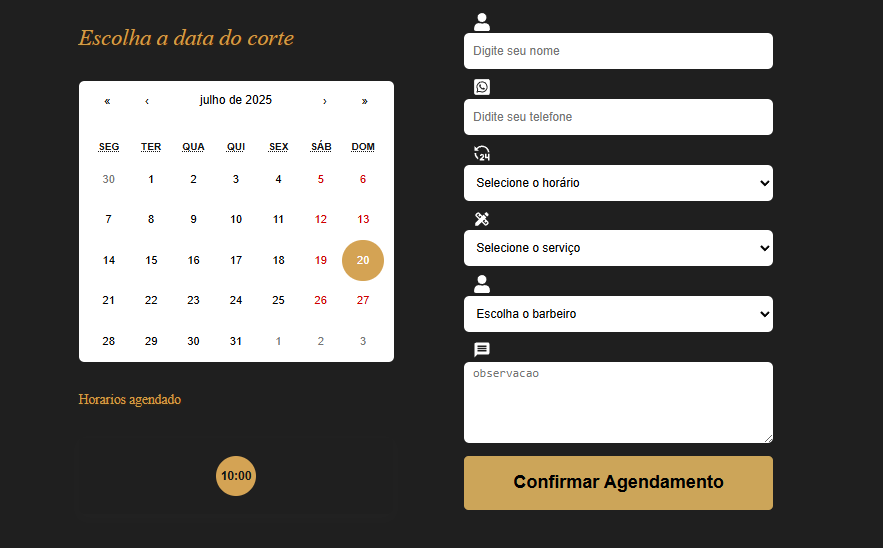 Escolha a data do corte
« ‹ julho de 2025 › »
SEG TER QUA QUI SEX SÁB DOM
30 1 2 3 4 5 6
7 8 9 10 11 12 13
14 15 16 17 18 19 20
21 22 23 24 25 26 27
28 29 30 31 1 2 3
Horarios agendado
10:00
Digite seu nome
Didite seu telefone
24
Selecione o horário
Selecione o serviço
Escolha o barbeiro
observacao
Confirmar Agendamento